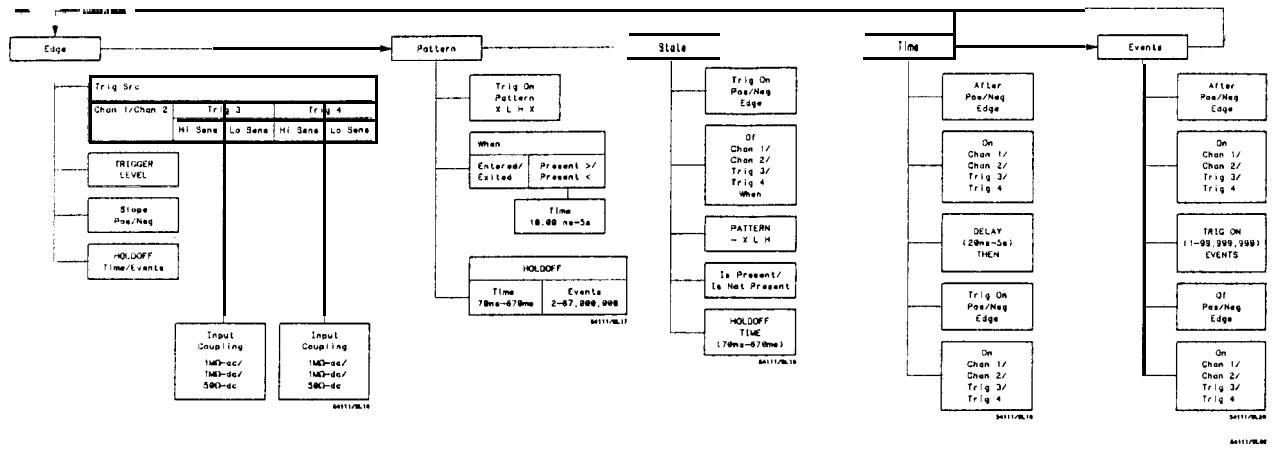 Edge
Trig Src
Chan 1/Chan 2
Trig 3
Trig 4
Hi Sens
Lo Sens
Hi Sens
Lo Sens
TRIGGER
LEVEL
Slope
Pos/Neg
HOLDOFF
Time/Events
Input
Coupling
1MΩ-dc/
1MΩ-dc/
50Ω-dc
Input
Coupling
1MΩ-dc/
1MΩ-dc/
50Ω-dc
Pattern
Trig On
Pattern
X L H X
When
Entered/
Exited
Present >/
Present <
Time
10.00 ns-5s
HOLDOFF
Time
70ns-670ms
Events
2-67,000,000
54111/BL17
State
Trig On
Pos/Neg
Edge
Of
Chan 1/
Chan 2/
Trig 3/
Trig 4
When
PATTERN
- X L H
Is Present/
Is Not Present
HOLDOFF
TIME
(70ns-670ms)
Time
After
Pos/Neg
Edge
On
Chan 1/
Chan 2/
Trig 3/
Trig 4
DELAY
(20ns-5s)
THEN
Trig On
Pos/Neg
Edge
On
Chan 1/
Chan 2/
Trig 3/
Trig 4
Events
After
Pos/Neg
Edge
On
Chan 1/
Chan 2/
Trig 3/
Trig 4
TRIG ON
(1-99,999,999)
EVENTS
Of
Pos/Neg
Edge
On
Chan 1/
Chan 2/
Trig 3/
Trig 4
54111/BL20